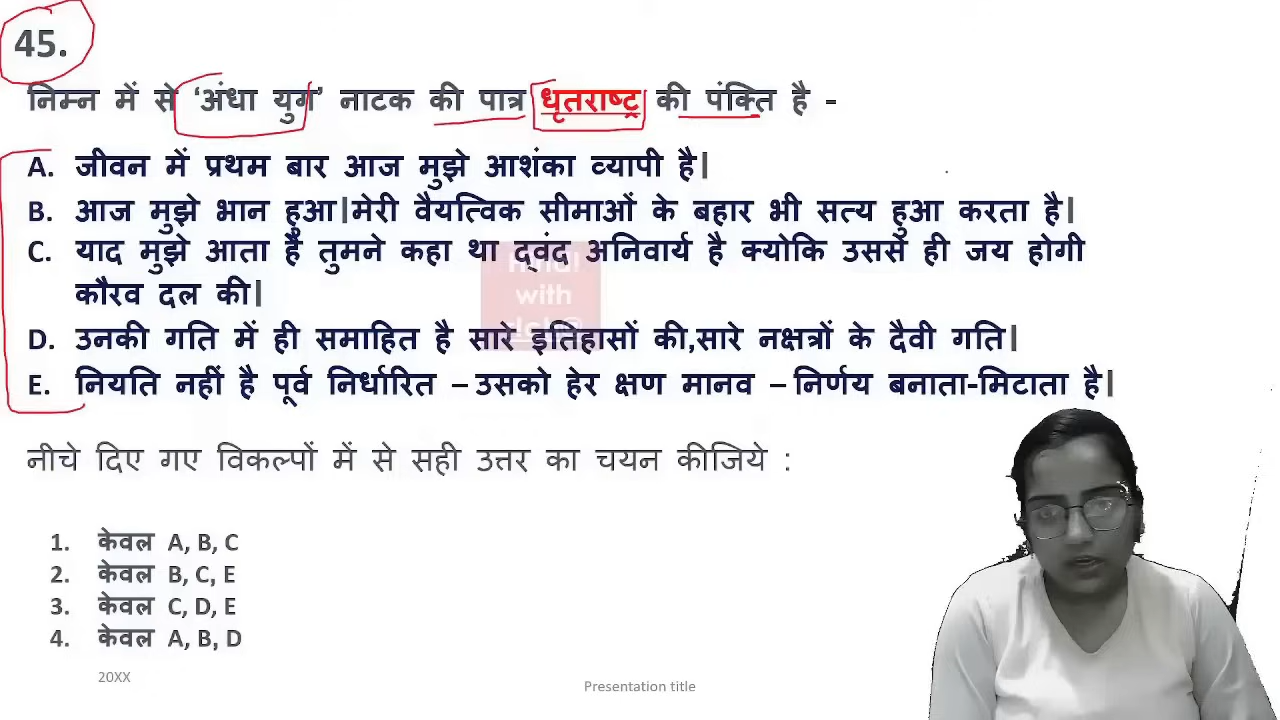 45.
निम्न में से ‘अंधा युग’ नाटक की पात्र धृतराष्ट्र की पंक्ति है -
A. जीवन में प्रथम बार आज मुझे आशंका व्यापी है|
B. आज मुझे भान हुआ|मेरी वैयत्विक सीमाओं के बहार भी सत्य हुआ करता है|
C. याद मुझे आता है तुमने कहा था द्वंद अनिवार्य है क्योकि उससे ही जय होगी
कौरव दल की|
D. उनकी गति में ही समाहित है सारे इतिहासों की,सारे नक्षत्रों के दैवी गति|
E. नियति नहीं है पूर्व निर्धारित – उसको हेर क्षण मानव – निर्णय बनाता-मिटाता है|
नीचे दिए गए विकल्पों में से सही उत्तर का चयन कीजिये :
1. केवल A, B, C
2. केवल B, C, E
3. केवल C, D, E
4. केवल A, B, D
20XX
Presentation title
Hindi
with